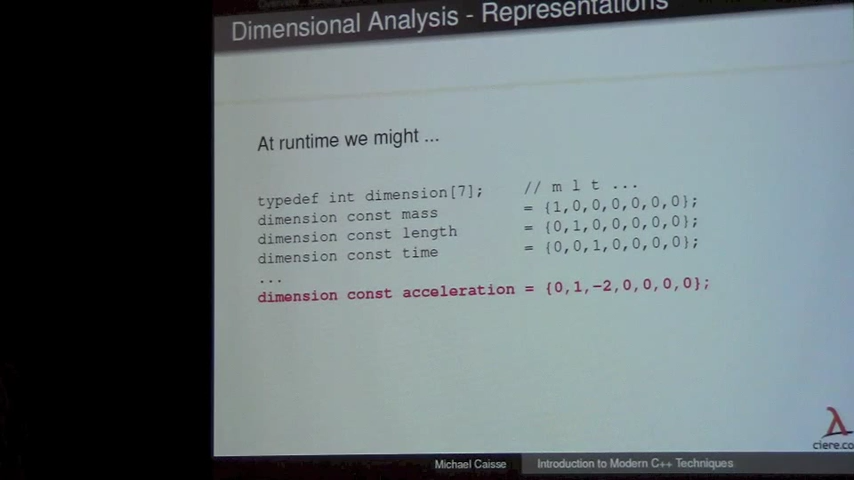 Dimensional Analysis - Representations
At runtime we might ...
typedef int dimension[7]; // m l t ...
dimension const mass = {1,0,0,0,0,0,0};
dimension const length = {0,1,0,0,0,0,0};
dimension const time = {0,0,1,0,0,0,0};
...
dimension const acceleration = {0,1,-2,0,0,0,0};
λ
ciere.co
Michael Caisse Introduction to Modern C++ Techniques